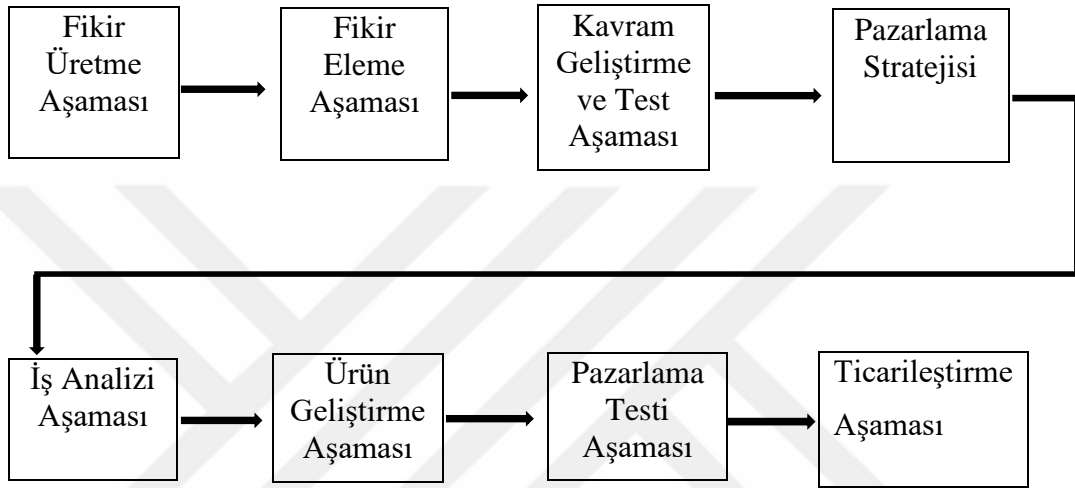 Fikir
Üretme
Aşaması
Fikir
Eleme
Aşaması
Kavram
Geliştirme
ve Test
Aşaması
Pazarlama
Stratejisi
İş Analizi
Aşaması
Ürün
Geliştirme
Aşaması
Pazarlama
Testi
Aşaması
Ticarileştirme
Aşaması